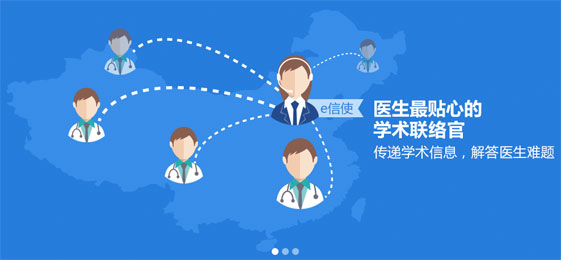 e信使
医生最贴心的
学术联络官
传递学术信息，解答医生难题